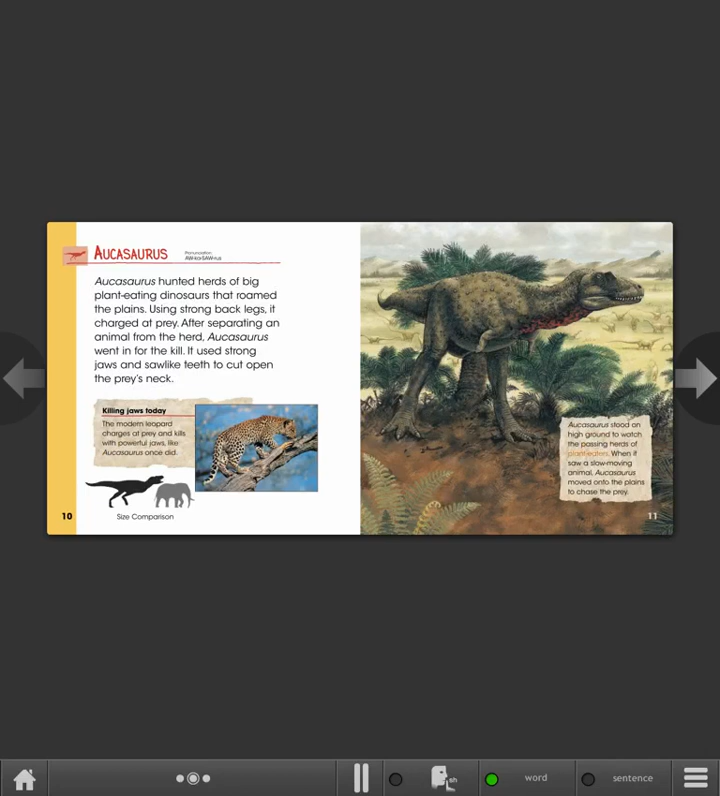 AUCASAURUS
Pronunciation:
AW-kar-SAW-rus
Aucasaurus hunted herds of big
plant-eating dinosaurs that roamed
the plains. Using strong back legs, it
charged at prey. After separating an
animal from the herd, Aucasaurus
went in for the kill. It used strong
jaws and sawlike teeth to cut open
the prey's neck.
Killing jaws today
The modern leopard
charges at prey and kills
with powerful jaws, like
Aucasaurus once did.
Size Comparison
10
Aucasaurus stood on
high ground to watch
the passing herds of
plant-eaters. When it
saw a slow-moving
animal, Aucasaurus
moved onto the plains
to chase the prey.
11
sh
word
sentence